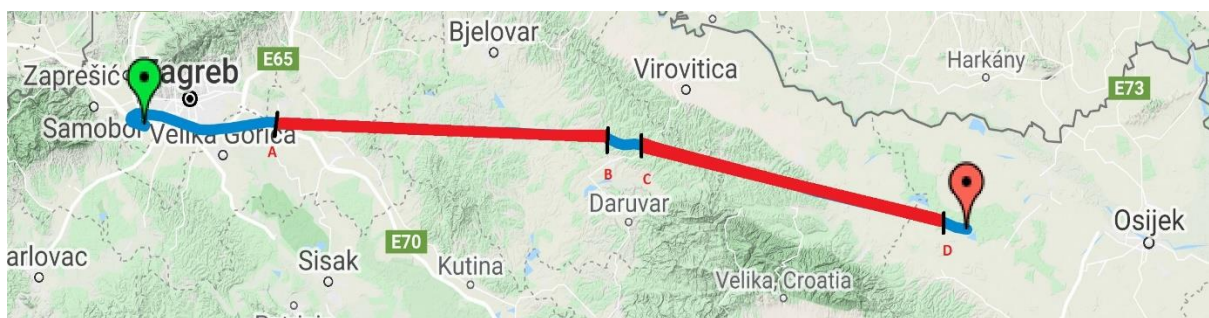 Bjelovar
E65
Zaprešić
Zagreb
Virovitica
Harkány
E73
Samobor
Velika Gorica
A
B
C
Daruvar
Osijek
D
E70
arlovac
Sisak
Kutina
Velika, Croatia